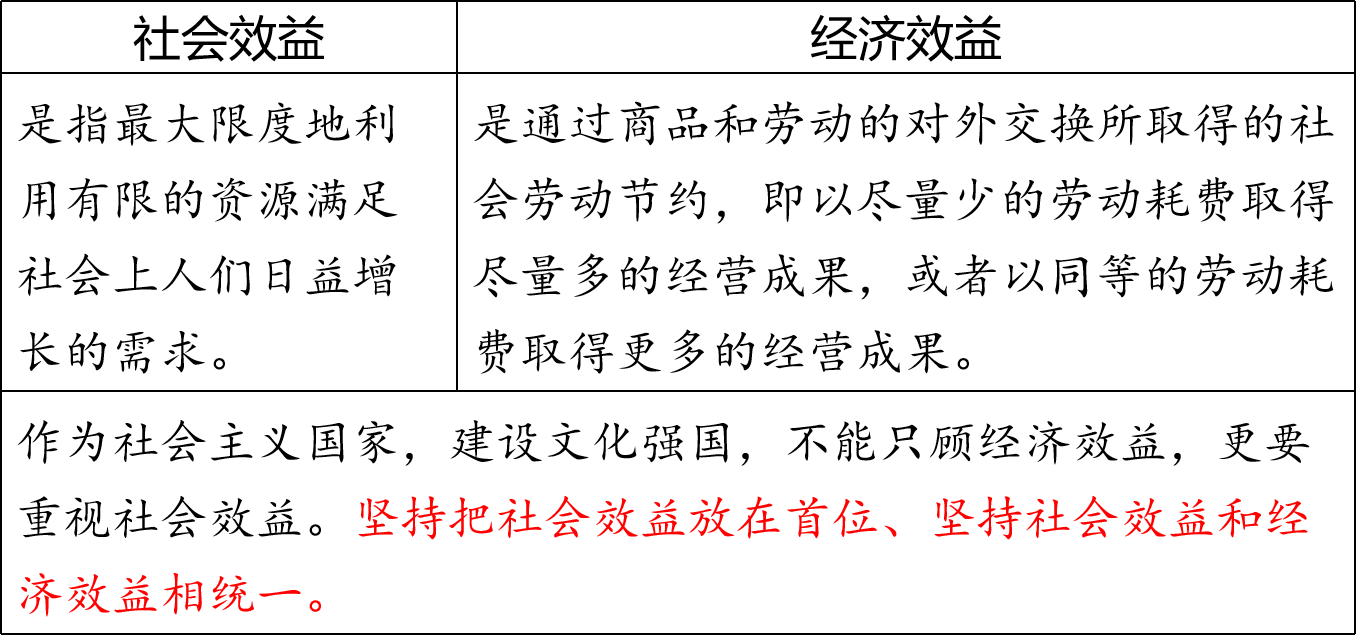 社会效益
经济效益
是指最大限度地利
用有限的资源满足
社会上人们日益增
长的需求。
是通过商品和劳动的对外交换所取得的社
会劳动节约，即以尽量少的劳动耗费取得
尽量多的经营成果，或者以同等的劳动耗
费取得更多的经营成果。
作为社会主义国家，建设文化强国，不能只顾经济效益，更要
重视社会效益。坚持把社会效益放在首位、坚持社会效益和经
济效益相统一。